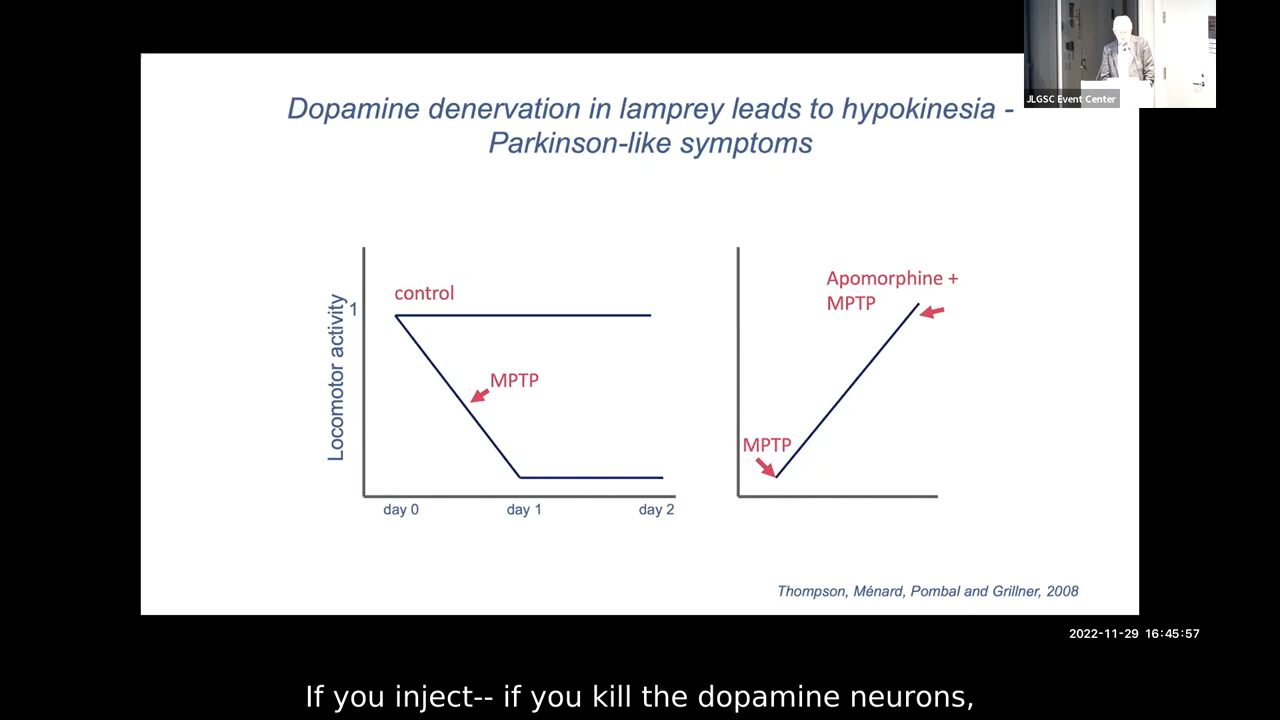 JLGSC Event Center
Dopamine denervation in lamprey leads to hypokinesia -
Parkinson-like symptoms
Locomotor activity
1
control
MPTP
day 0
day 1
day 2
Apomorphine +
MPTP
MPTP
Thompson, Ménard, Pombal and Grillner, 2008
2022-11-29 16:45:57
If you inject-- if you kill the dopamine neurons,